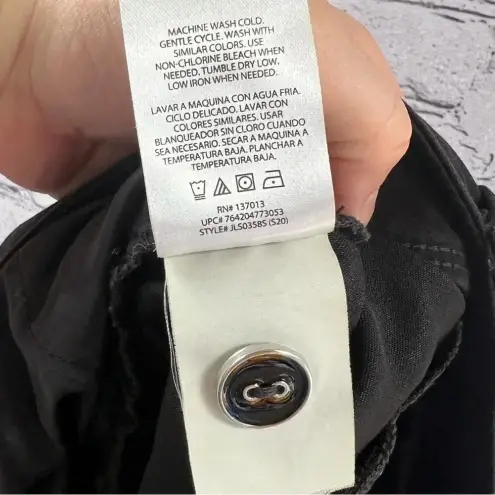 MACHINE WASH COLD.
GENTLE CYCLE. WASH WITH
SIMILAR COLORS. USE
NON-CHLORINE BLEACH WHEN
NEEDED. TUMBLE DRY LOW.
LOW IRON WHEN NEEDED.
LAVAR A MAQUINA CON AGUA FRIA.
CICLO DELICADO. LAVAR CON
COLORES SIMILARES. USAR
BLANQUEADOR SIN CLORO CUANDO
SEA NECESARIO. SECAR A MAQUINA A
TEMPERATURA BAJA. PLANCHAR A
TEMPERATURA BAJA.
RN# 137013
UPC# 764204773053
STYLE# JLS035BS (S20)